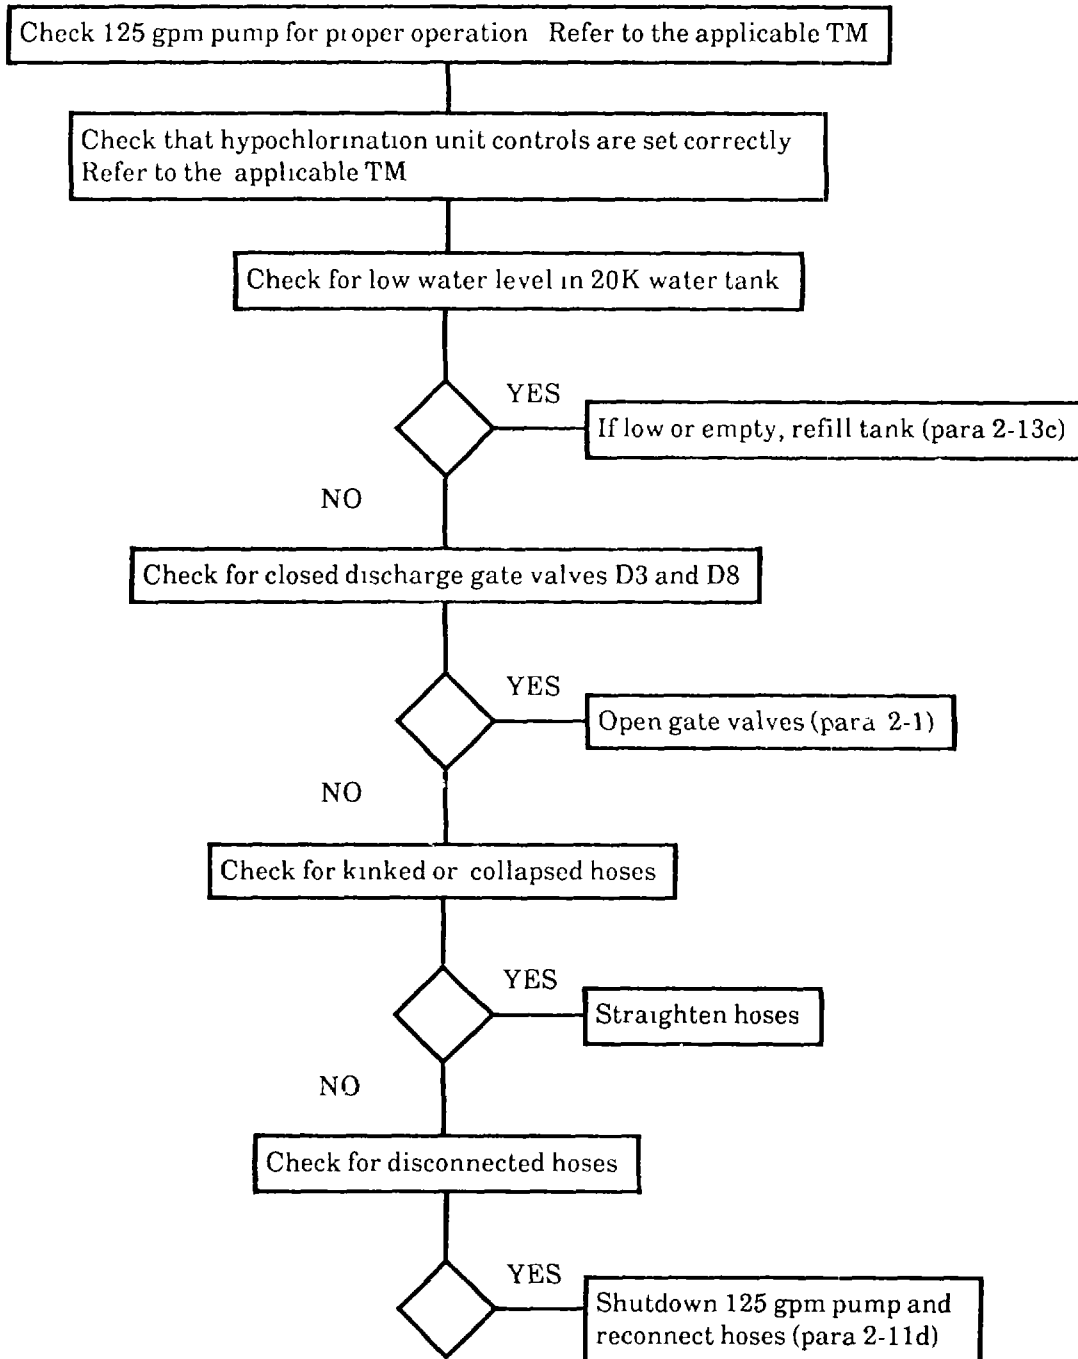 Check 125 gpm pump for proper operation Refer to the applicable TM
Check that hypochlorination unit controls are set correctly
Refer to the applicable TM
Check for low water level in 20K water tank
YES
If low or empty, refill tank (para 2-13c)
NO
Check for closed discharge gate valves D3 and D8
YES
Open gate valves (para 2-1)
NO
Check for kinked or collapsed hoses
YES
Straighten hoses
NO
Check for disconnected hoses
YES
Shutdown 125 gpm pump and
reconnect hoses (para 2-11d)